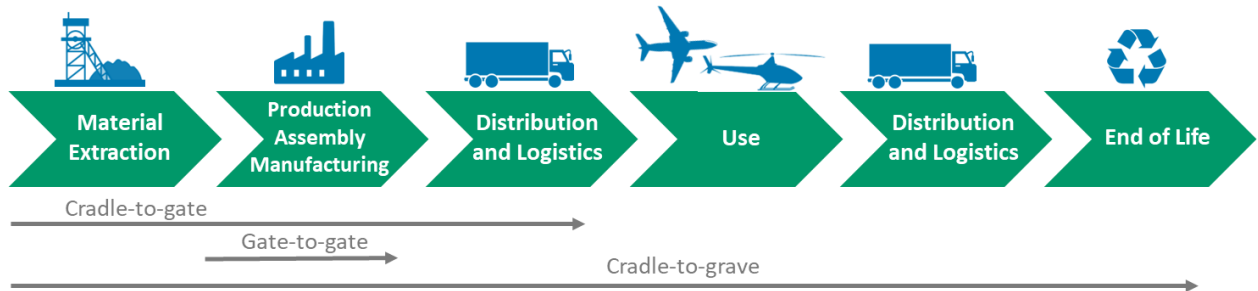 Material
Extraction
Production
Assembly
Manufacturing
Distribution
and Logistics
Use
Distribution
and Logistics
End of Life
Cradle-to-gate
Gate-to-gate
Cradle-to-grave